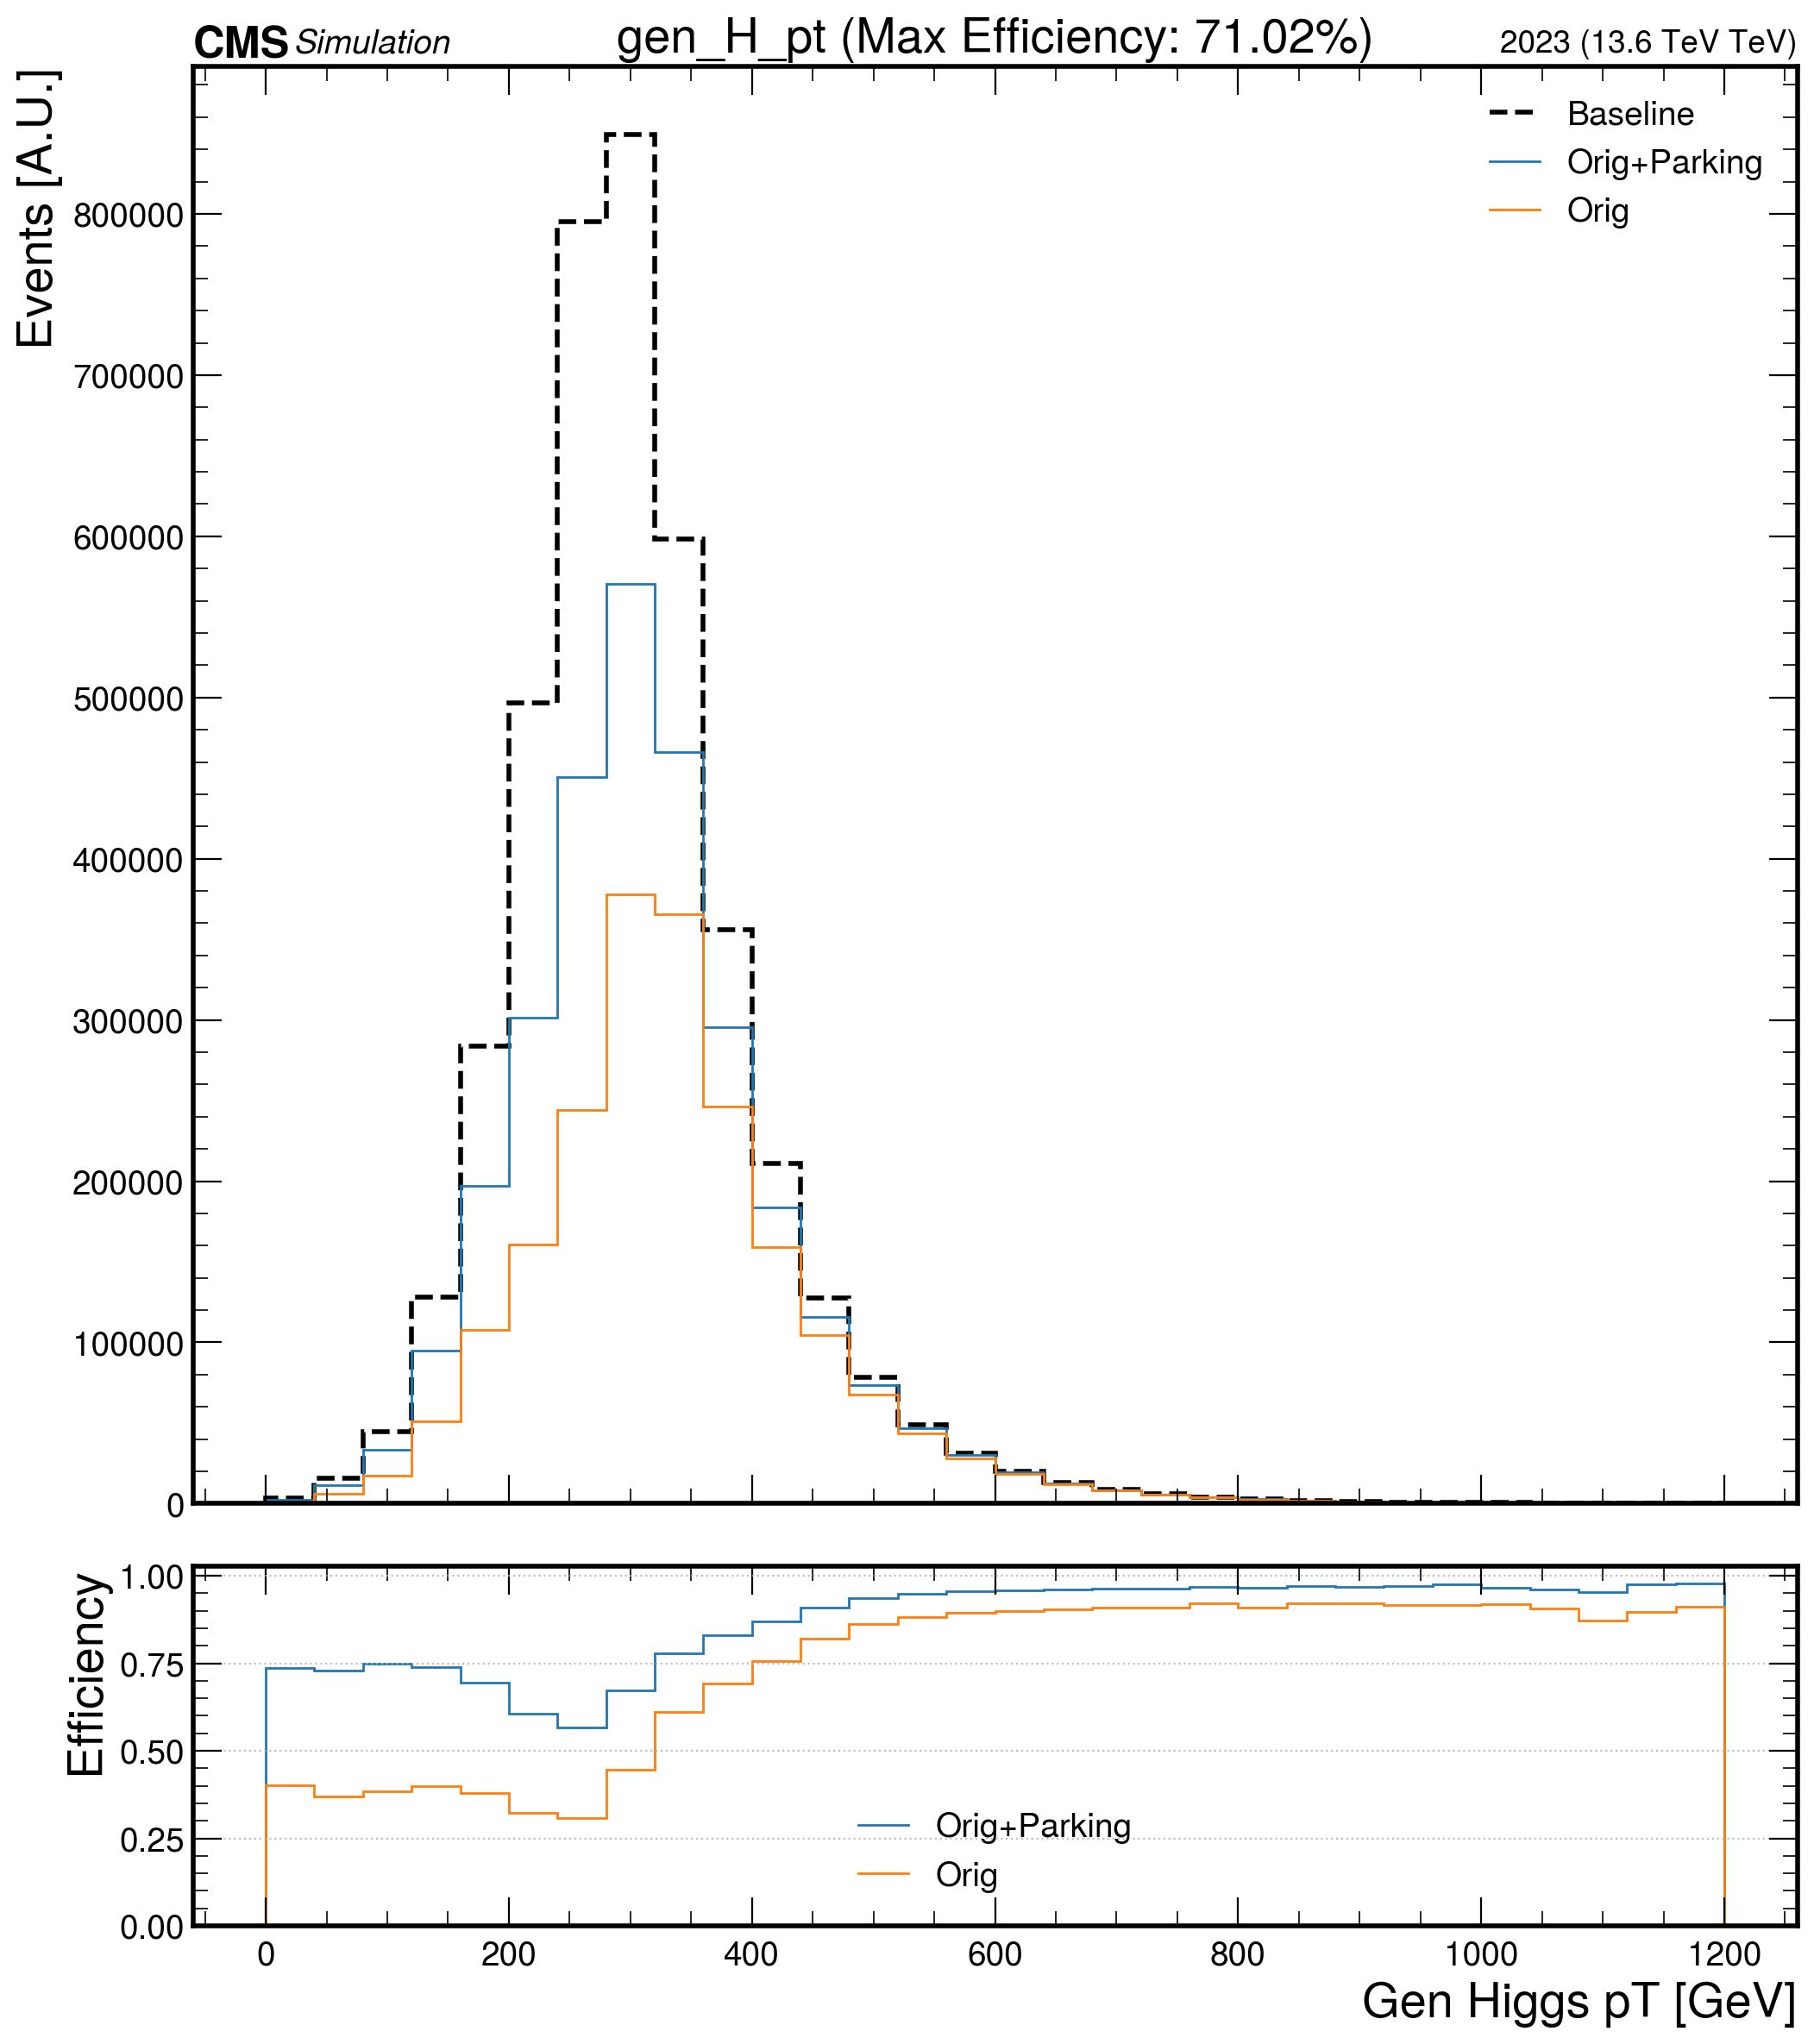 CMS Simulation gen_H_pt (Max Efficiency: 71.02%) 2023 (13.6 TeV TeV)
Events [A.U.]
Baseline
Orig+Parking
Orig
800000
700000
600000
500000
400000
300000
200000
100000
0
Efficiency
1.00
0.75
0.50
0.25
0.00
Orig+Parking
Orig
0 200 400 600 800 1000 1200
Gen Higgs pT [GeV]